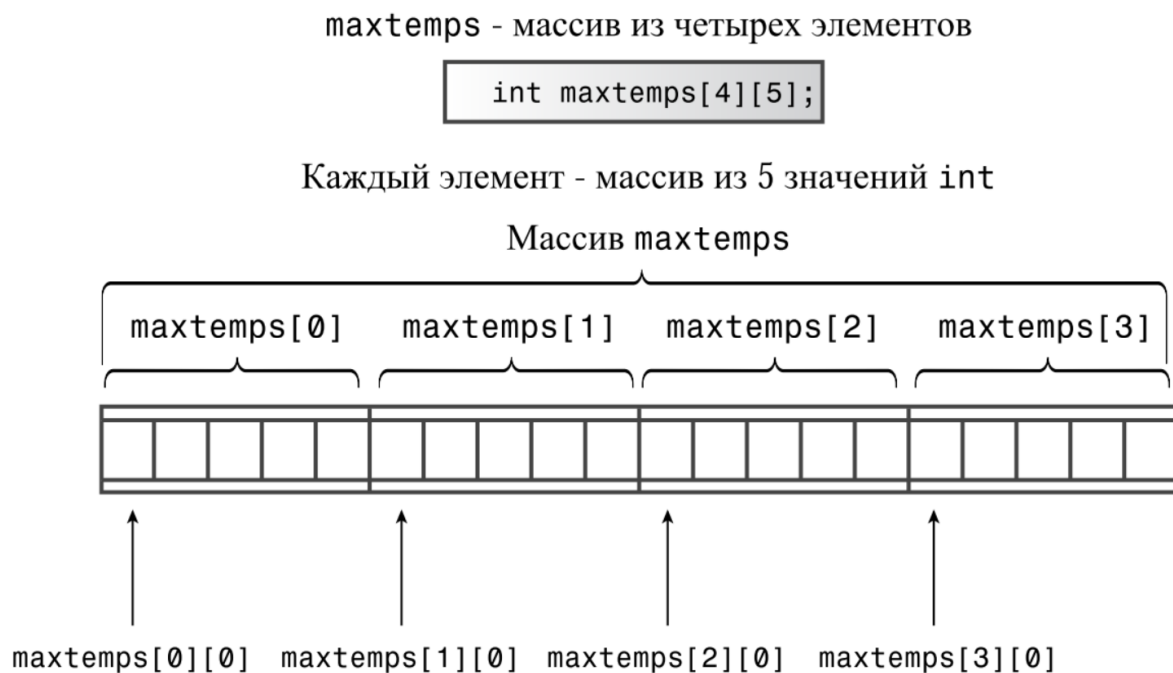 maxtemps - массив из четырех элементов
int maxtemps[4][5];
Каждый элемент - массив из 5 значений int
Массив maxtemps
maxtemps[0] maxtemps[1] maxtemps[2] maxtemps[3]
maxtemps[0][0] maxtemps[1][0] maxtemps[2][0] maxtemps[3][0]